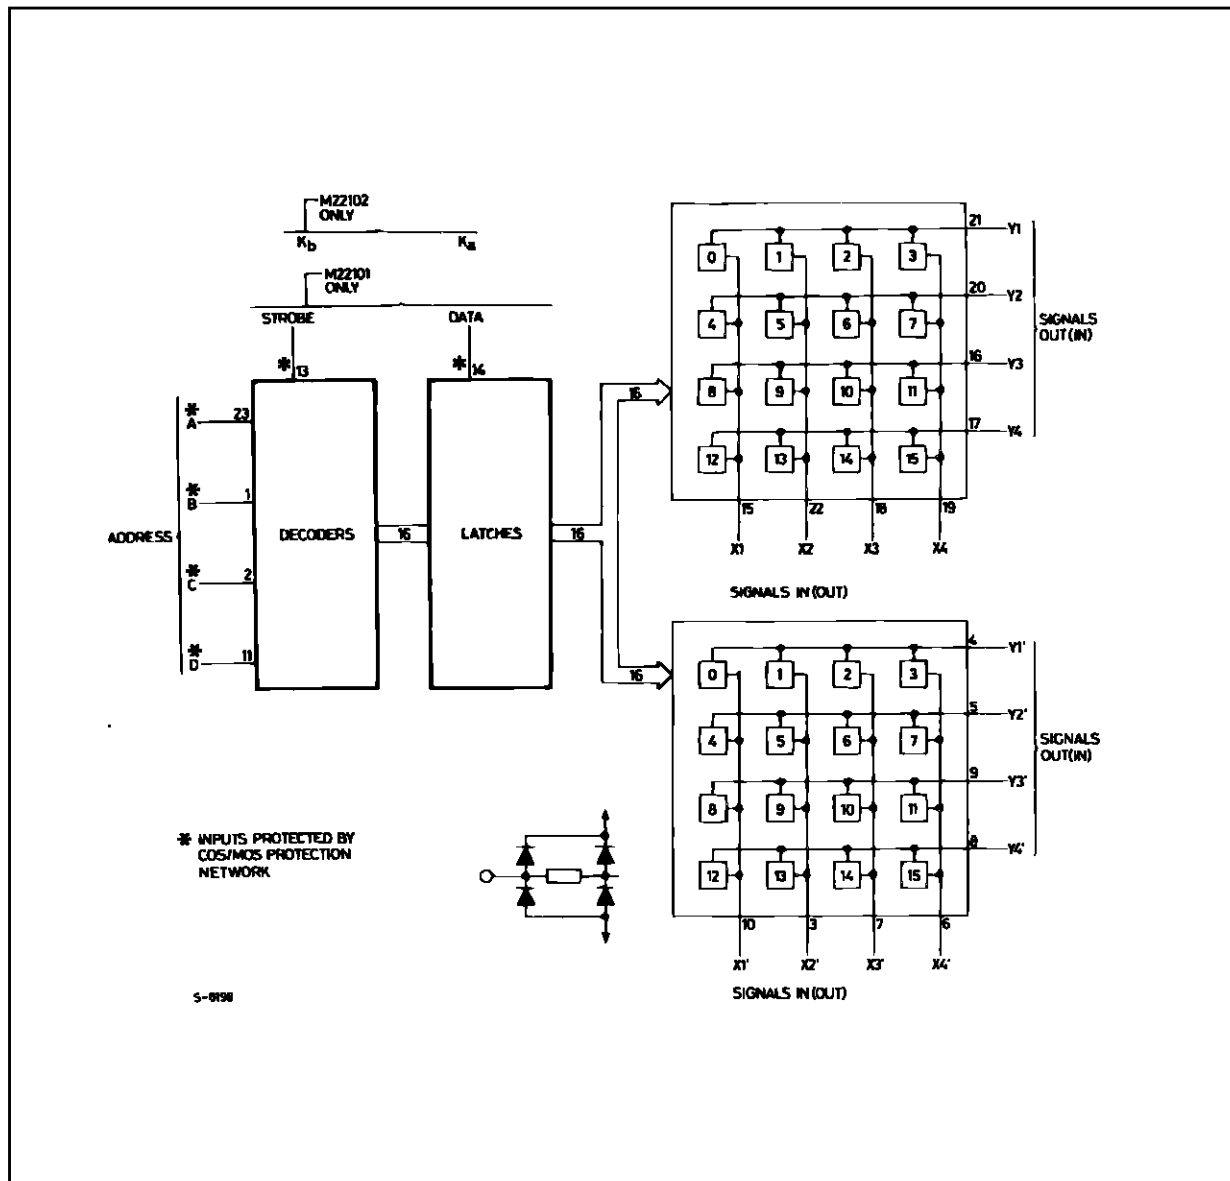 M22102
ONLY
Kb Ka
M22101
ONLY
STROBE DATA
* 13 * 14
ADDRESS
* A 23
* B 1
* C 2
* D 11
DECODERS
16
LATCHES
16
16
16
0 1 2 3 21 Y1
4 5 6 7 20 Y2
8 9 10 11 16 Y3
12 13 14 15 17 Y4
SIGNALS
OUT(IN)
15 22 18 19
X1 X2 X3 X4
SIGNALS IN(OUT)
0 1 2 3 4 Y1'
4 5 6 7 5 Y2'
8 9 10 11 9 Y3'
12 13 14 15 8 Y4'
SIGNALS
OUT(IN)
10 3 7 6
X1' X2' X3' X4'
SIGNALS IN(OUT)
* INPUTS PROTECTED BY
COS/MOS PROTECTION
NETWORK
S-8198